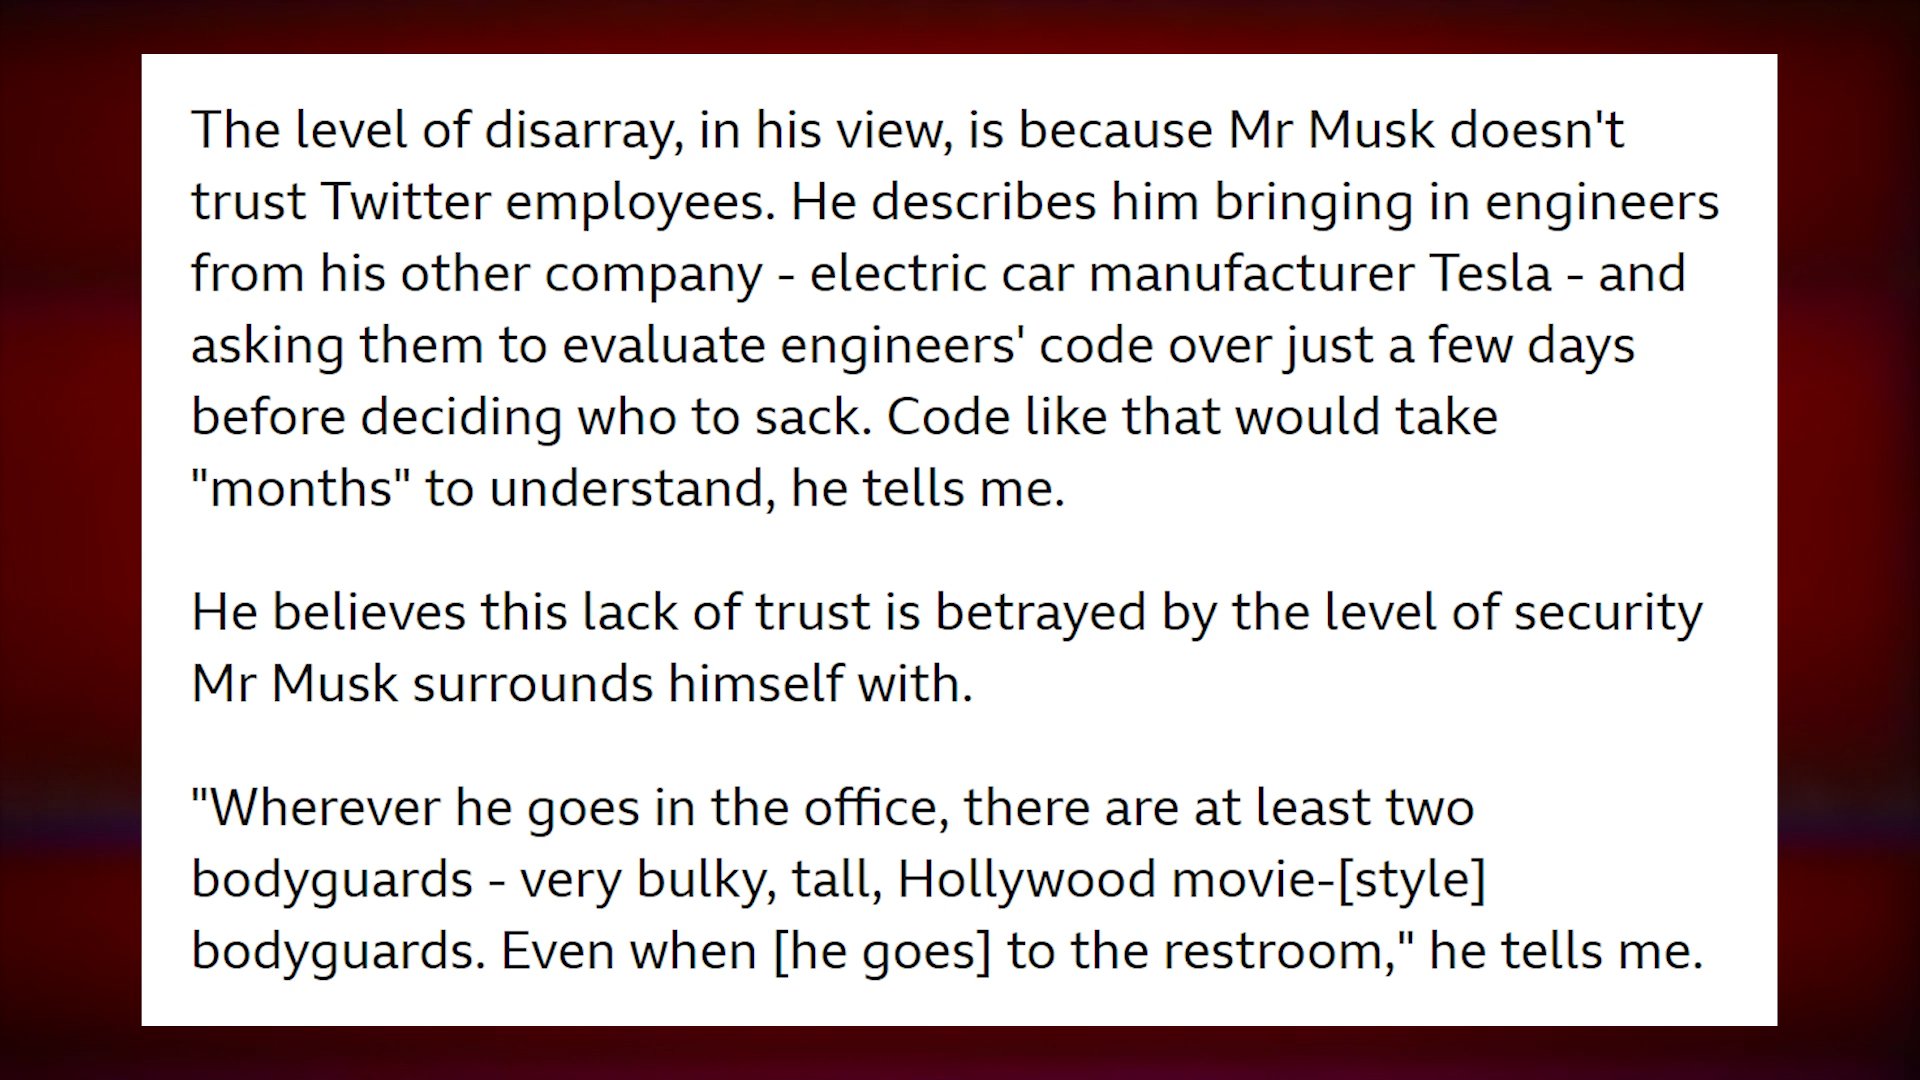 The level of disarray, in his view, is because Mr Musk doesn't
trust Twitter employees. He describes him bringing in engineers
from his other company - electric car manufacturer Tesla - and
asking them to evaluate engineers' code over just a few days
before deciding who to sack. Code like that would take
"months" to understand, he tells me.
He believes this lack of trust is betrayed by the level of security
Mr Musk surrounds himself with.
"Wherever he goes in the office, there are at least two
bodyguards - very bulky, tall, Hollywood movie-[style]
bodyguards. Even when [he goes] to the restroom," he tells me.